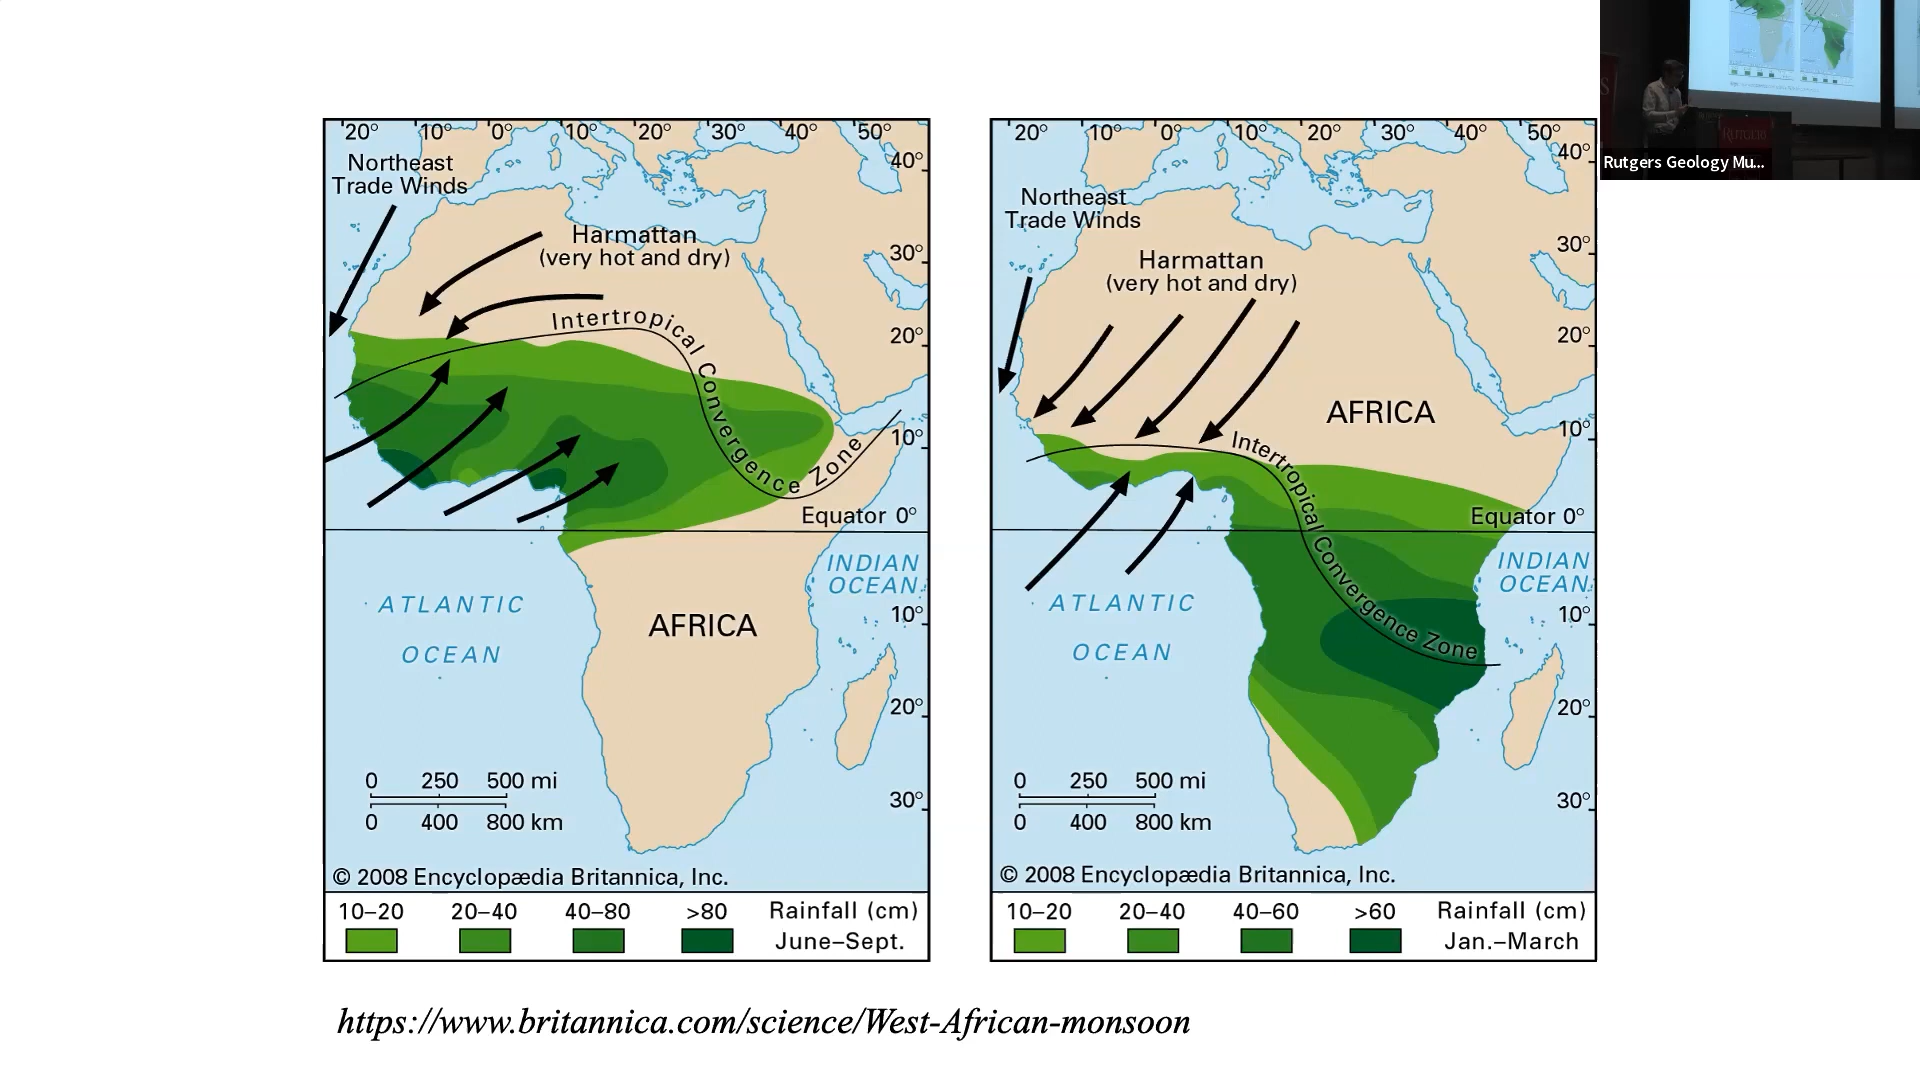 20° 10° 0° 10° 20° 30° 40° 50°
40°
Northeast
Trade Winds
Harmattan
(very hot and dry)
30°
Intertropical Convergence Zone
20°
10°
Equator 0°
INDIAN
OCEAN
ATLANTIC
OCEAN
AFRICA
10°
20°
30°
0 250 500 mi
0 400 800 km
© 2008 Encyclopædia Britannica, Inc.
10–20 20–40 40–80 >80 Rainfall (cm)
June–Sept.
20° 10° 0° 10° 20° 30° 40° 50°
40°
Northeast
Trade Winds
Harmattan
(very hot and dry)
30°
20°
AFRICA
10°
Intertropical Convergence Zone
Equator 0°
INDIAN
OCEAN
ATLANTIC
OCEAN
10°
20°
30°
0 250 500 mi
0 400 800 km
© 2008 Encyclopædia Britannica, Inc.
10–20 20–40 40–60 >60 Rainfall (cm)
Jan.–March
https://www.britannica.com/science/West-African-monsoon
RUTGERS
Rutgers Geology Mu...